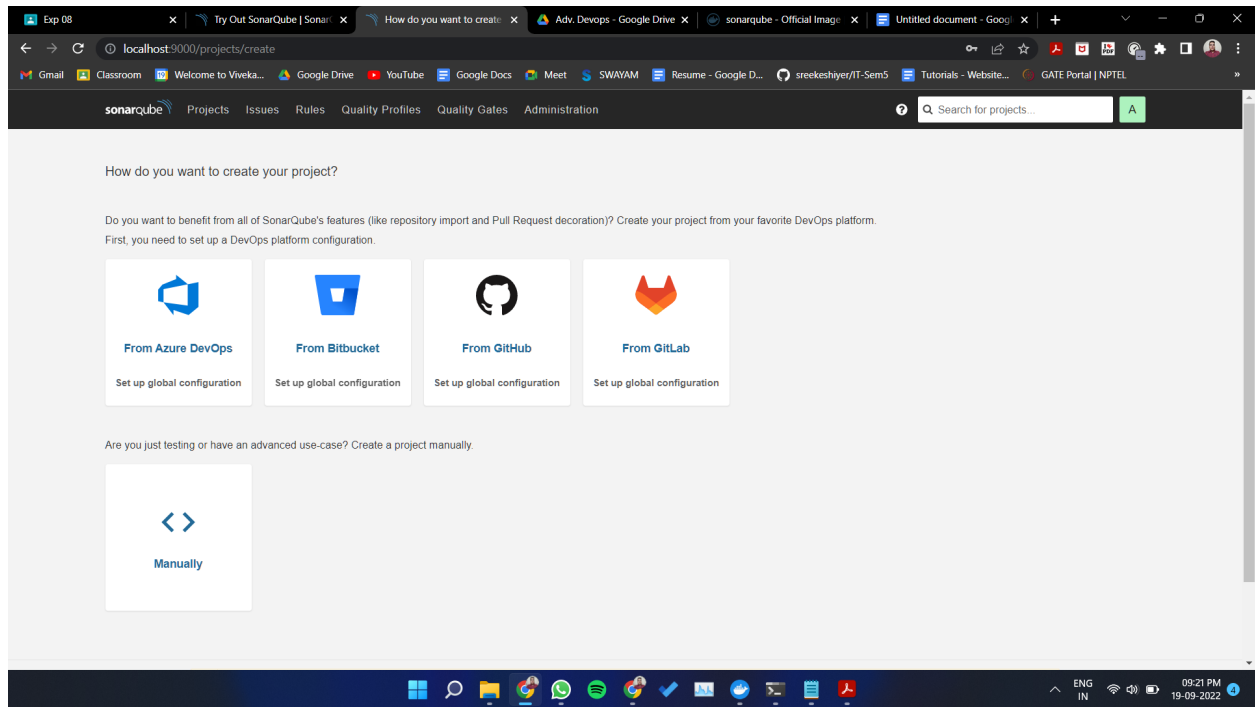 Exp 08
Try Out SonarQube | Sonar
How do you want to create
Adv. Devops - Google Drive
sonarqube - Official Image
Untitled document - Googl
localhost:9000/projects/create
Gmail
Classroom
Welcome to Viveka...
Google Drive
YouTube
Google Docs
Meet
SWAYAM
Resume - Google D...
sreekeshiyer/IT-Sem5
Tutorials - Website...
GATE Portal | NPTEL
»
sonarqube
Projects
Issues
Rules
Quality Profiles
Quality Gates
Administration
Search for projects...
A
How do you want to create your project?
Do you want to benefit from all of SonarQube's features (like repository import and Pull Request decoration)? Create your project from your favorite DevOps platform.
First, you need to set up a DevOps platform configuration.
From Azure DevOps
From Bitbucket
From GitHub
From GitLab
Set up global configuration
Set up global configuration
Set up global configuration
Set up global configuration
Are you just testing or have an advanced use-case? Create a project manually.
Manually
ENG
IN
09:21 PM
19-09-2022
4